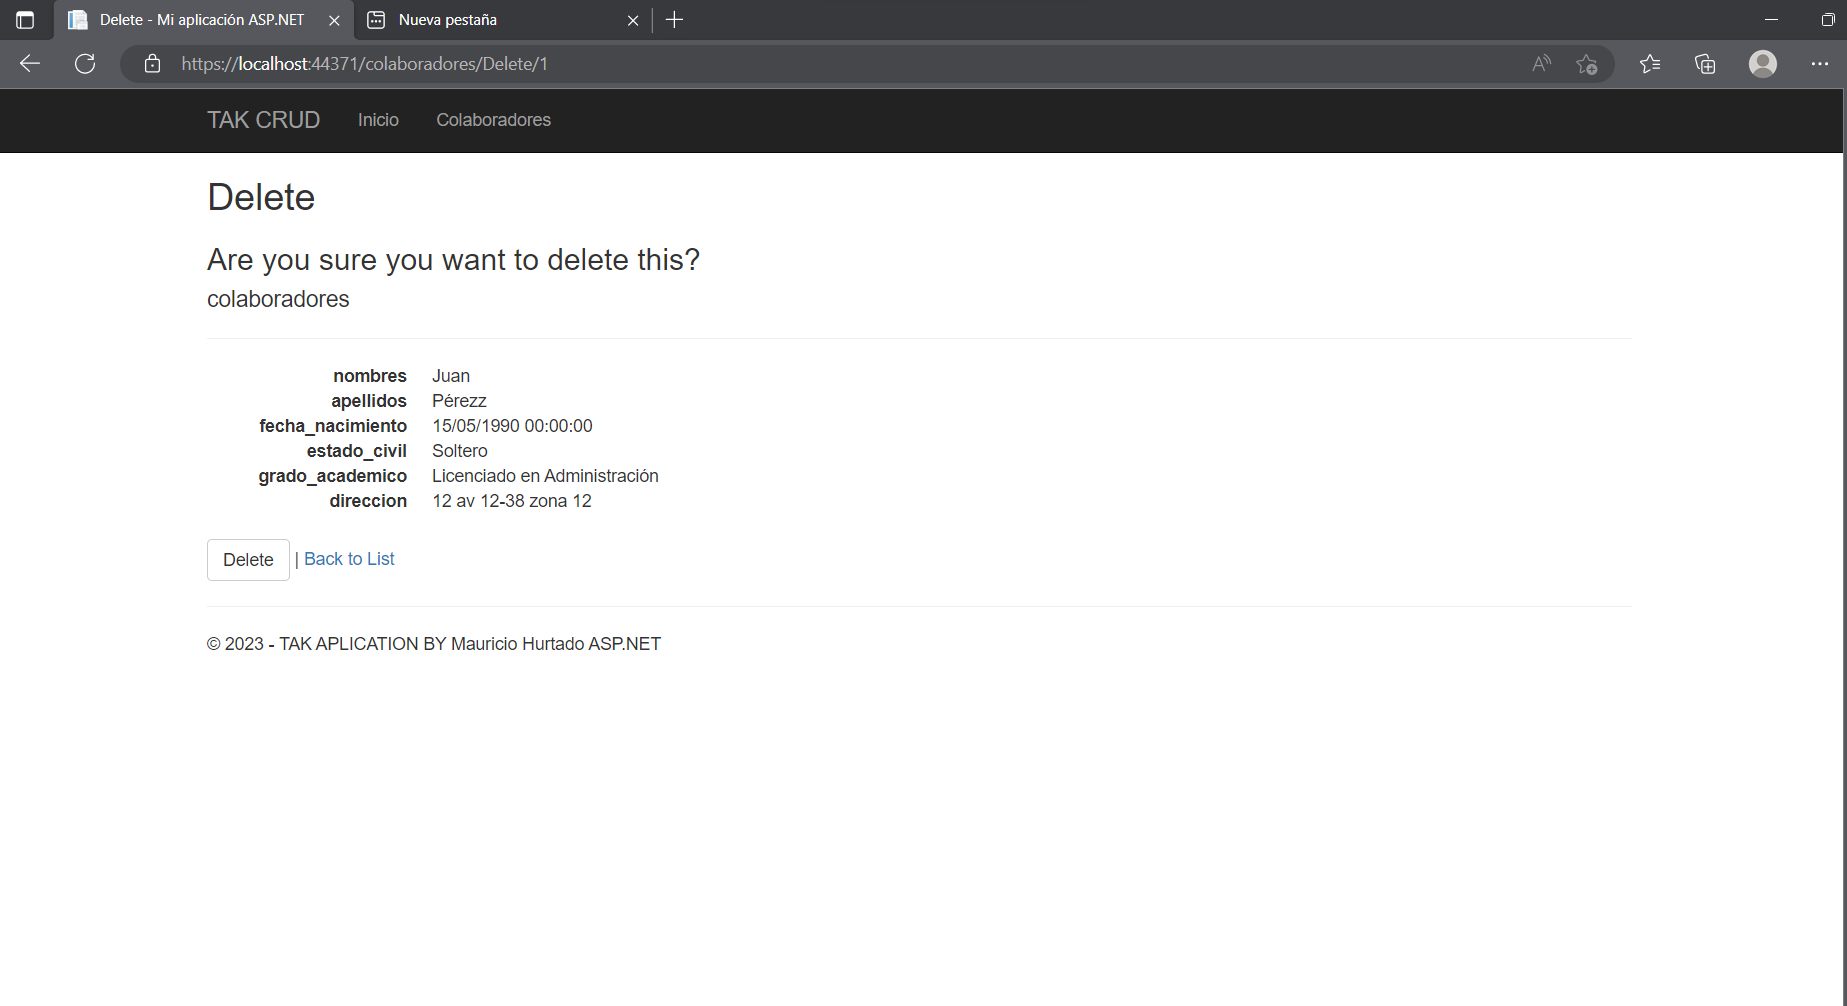 Delete - Mi aplicación ASP.NET
Nueva pestaña
https://localhost:44371/colaboradores/Delete/1
TAK CRUD Inicio Colaboradores
Delete
Are you sure you want to delete this?
colaboradores
nombres Juan
apellidos Pérezz
fecha_nacimiento 15/05/1990 00:00:00
estado_civil Soltero
grado_academico Licenciado en Administración
direccion 12 av 12-38 zona 12
Delete | Back to List
© 2023 - TAK APLICATION BY Mauricio Hurtado ASP.NET